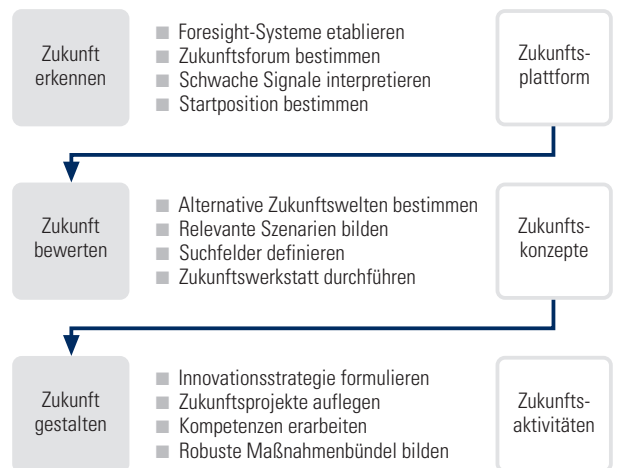 Zukunft
erkennen
■ Foresight-Systeme etablieren
■ Zukunftsforum bestimmen
■ Schwache Signale interpretieren
■ Startposition bestimmen
Zukunfts-
plattform
Zukunft
bewerten
■ Alternative Zukunftswelten bestimmen
■ Relevante Szenarien bilden
■ Suchfelder definieren
■ Zukunftswerkstatt durchführen
Zukunfts-
konzepte
Zukunft
gestalten
■ Innovationsstrategie formulieren
■ Zukunftsprojekte auflegen
■ Kompetenzen erarbeiten
■ Robuste Maßnahmenbündel bilden
Zukunfts-
aktivitäten